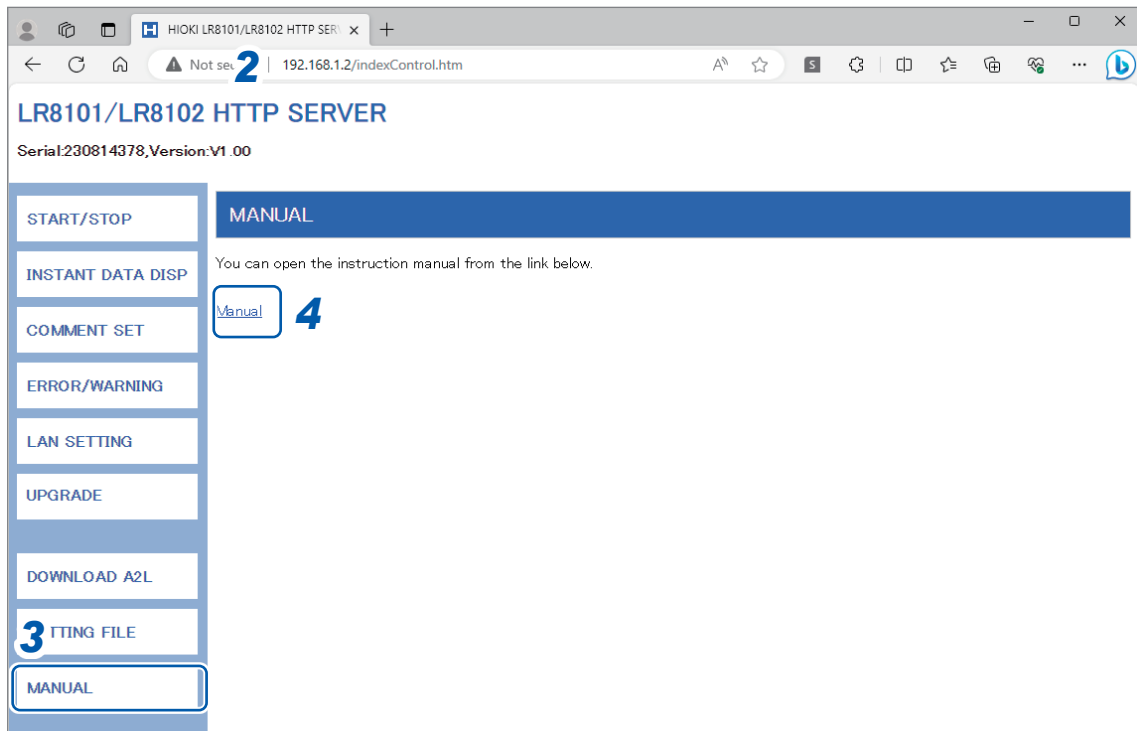 HIOKI LR8101/LR8102 HTTP SER
Not sec 2 192.168.1.2/indexControl.htm
LR8101/LR8102 HTTP SERVER
Serial:230814378,Version:V1.00
START/STOP
INSTANT DATA DISP
COMMENT SET
ERROR/WARNING
LAN SETTING
UPGRADE
DOWNLOAD A2L
3 TTING FILE
MANUAL
MANUAL
You can open the instruction manual from the link below.
Manual 4